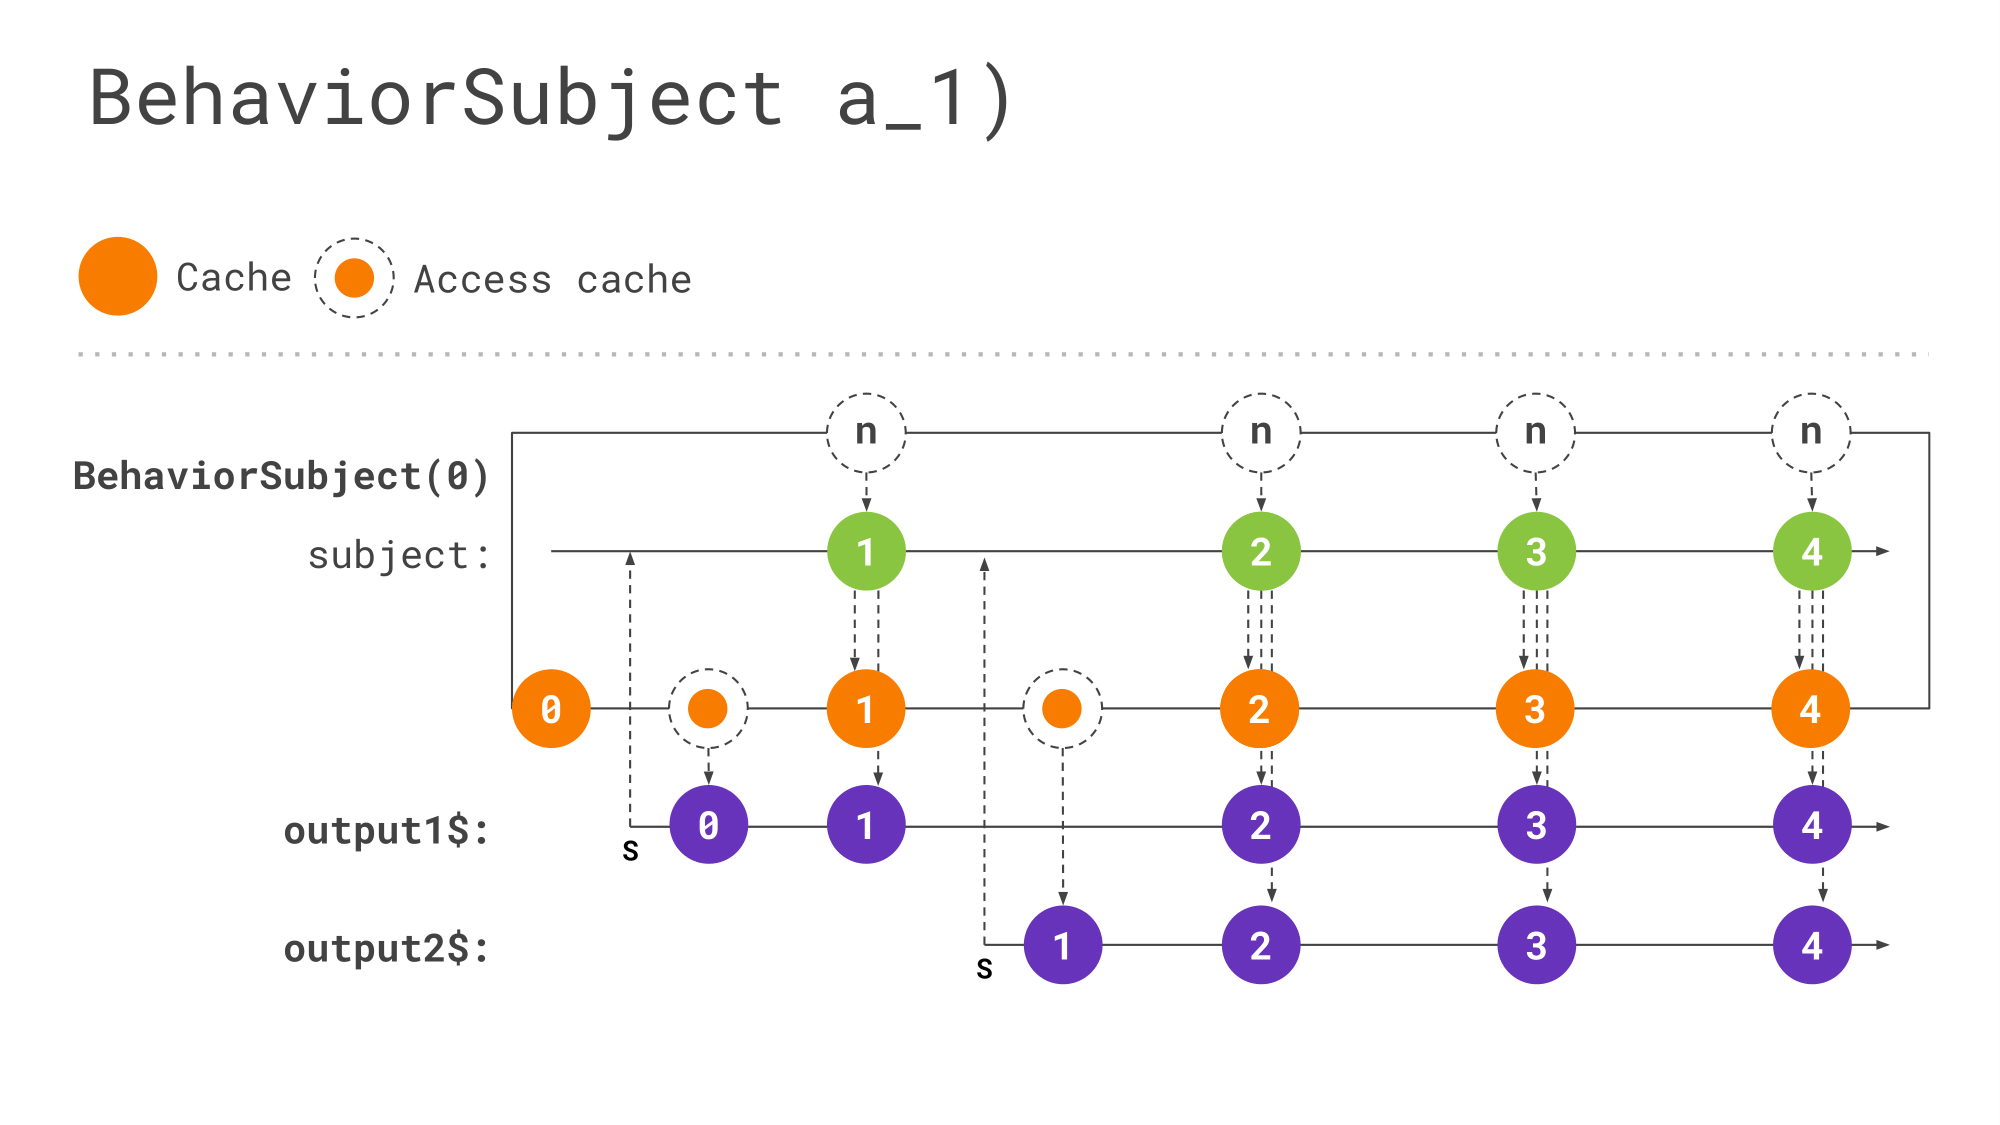 BehaviorSubject a_1)
Cache Access cache
n n n n
BehaviorSubject(0)
subject: 1 2 3 4
0 1 2 3 4
output1$: 0 1 2 3 4
s
output2$: 1 2 3 4
s